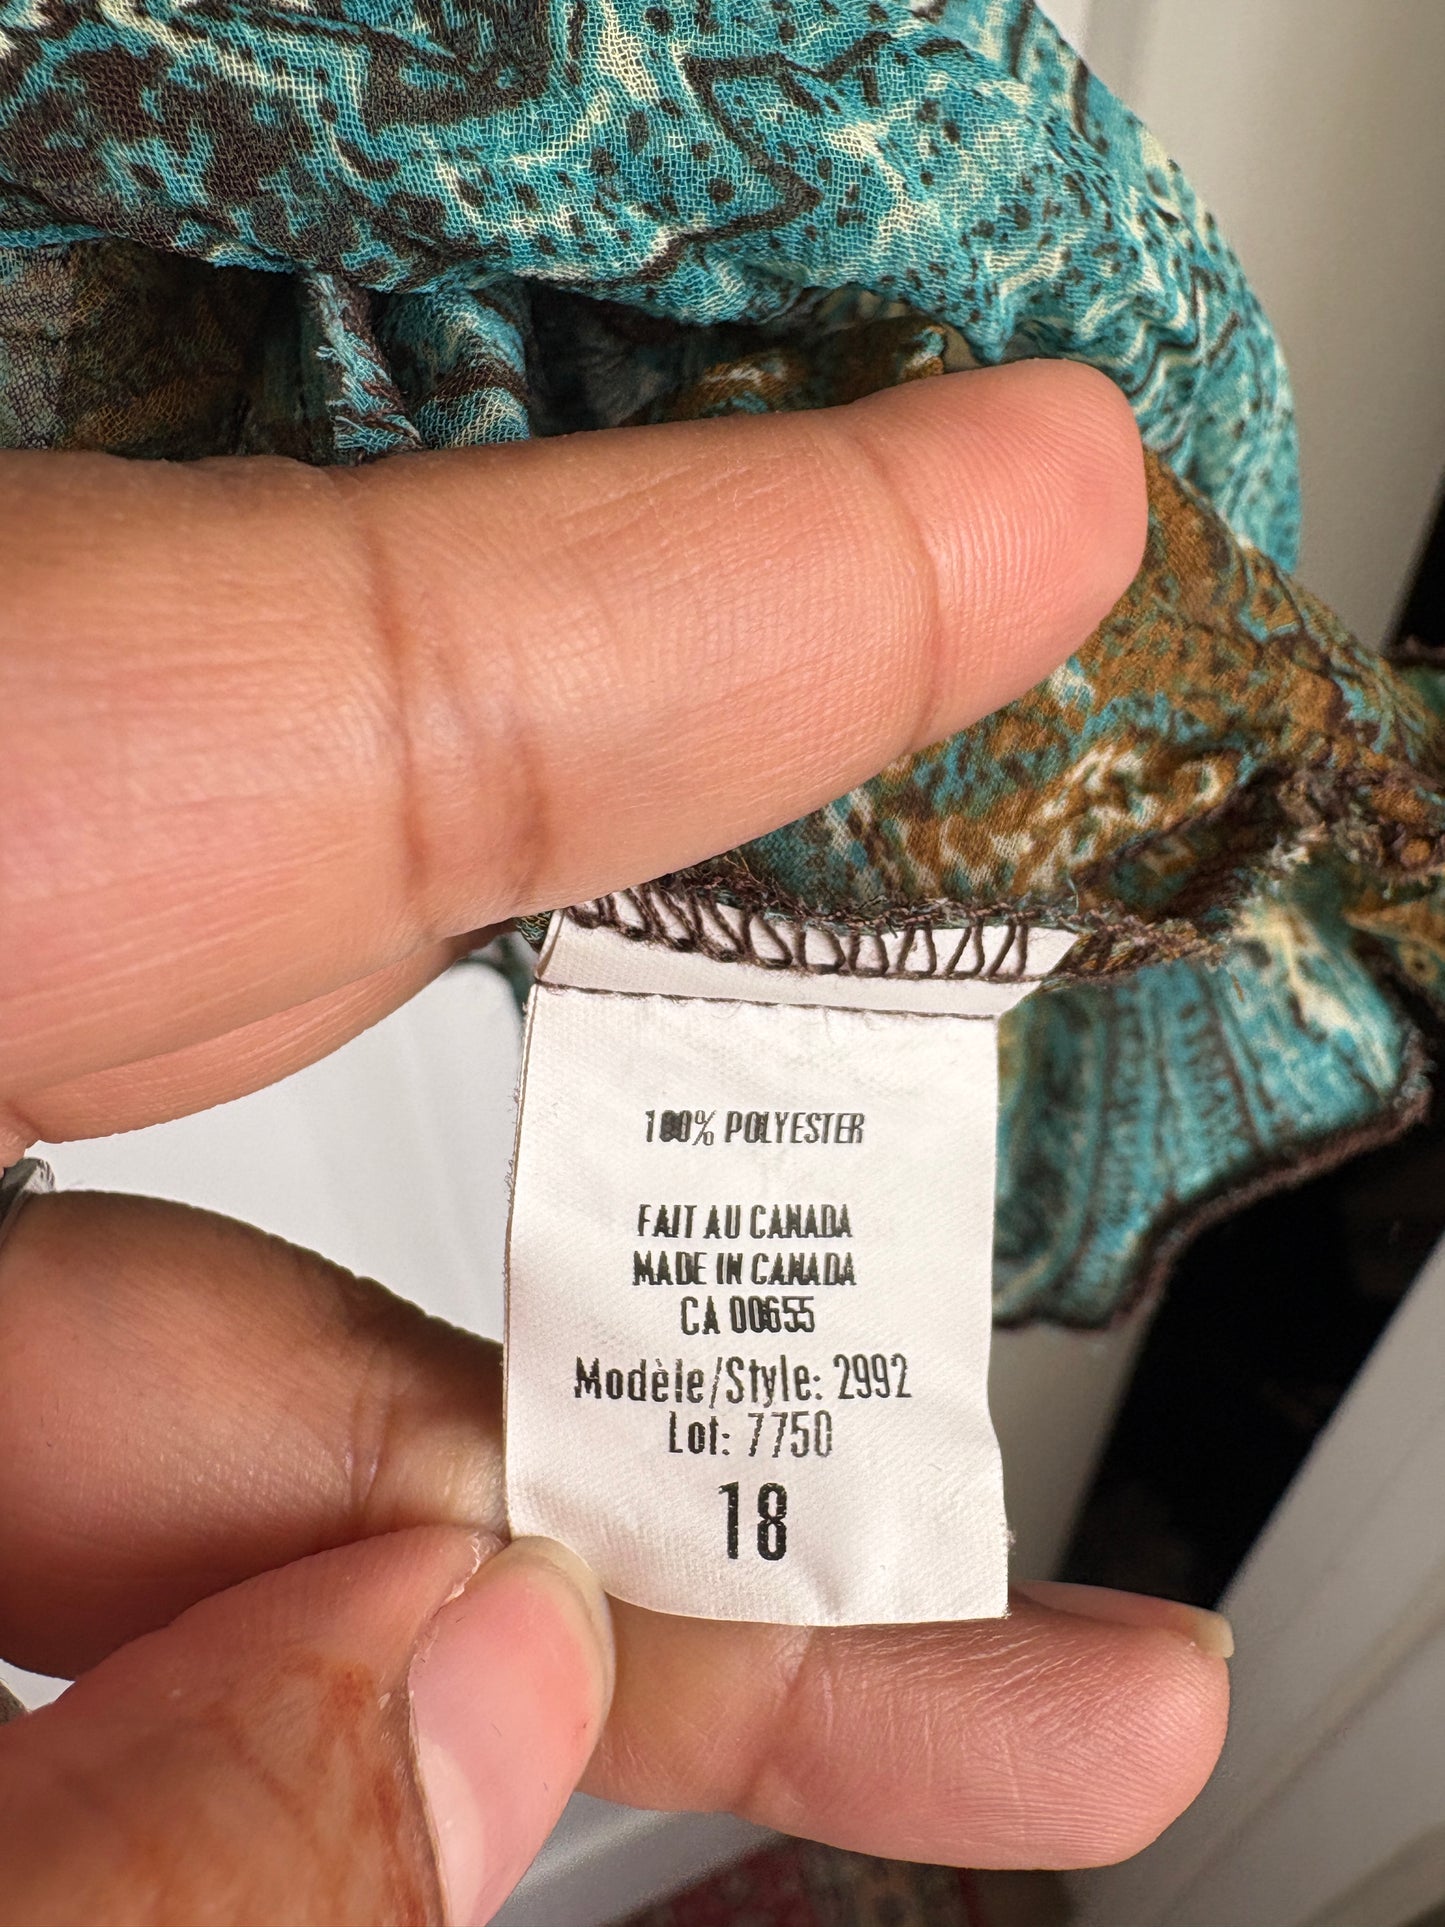 100% POLYESTER
FAIT AU CANADA
MADE IN CANADA
CA 00655
Modèle/Style: 2992
Lot: 7750
18